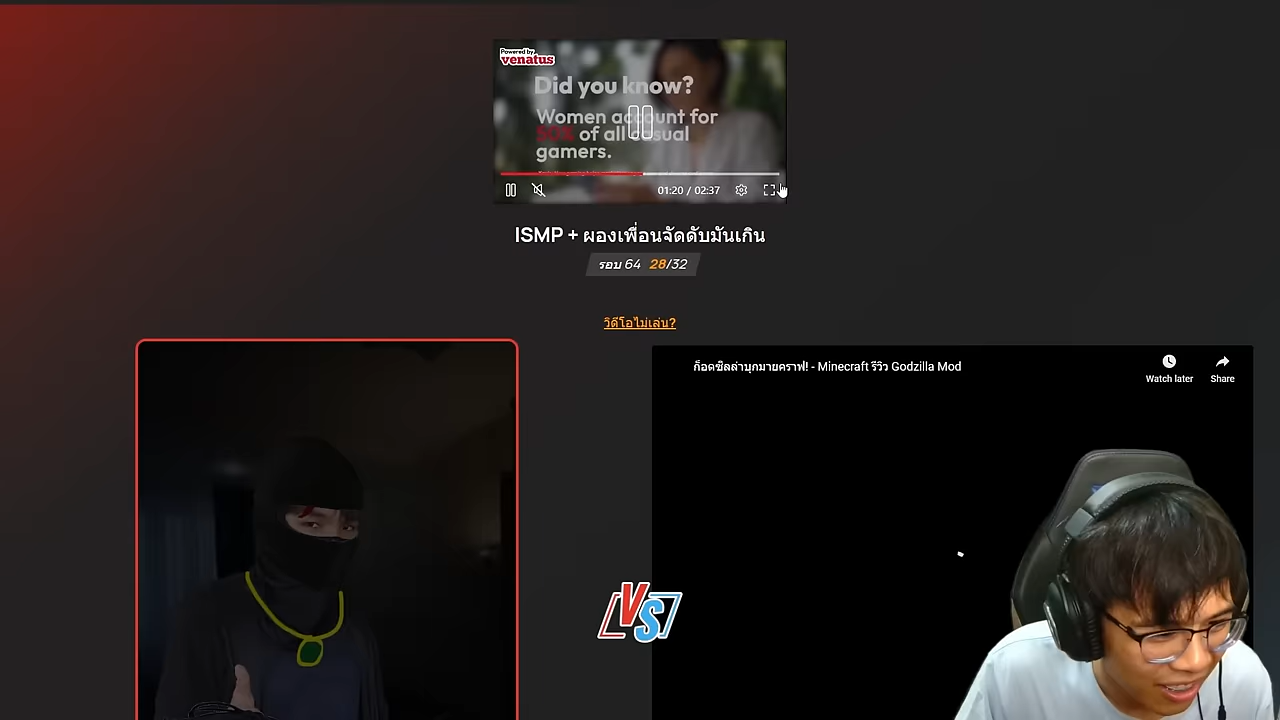 Powered by
venatus
Did you know?
Women account for
50% of all casual
gamers.
01:20 / 02:37
ISMP + ผองเพื่อนจัดดับมันเกิน
รอบ 64 28/32
วิดีโอไม่เล่น?
ก็อตซิลล่าบุกมายคราฟ! - Minecraft รีวิว Godzilla Mod
Watch later
Share
VS